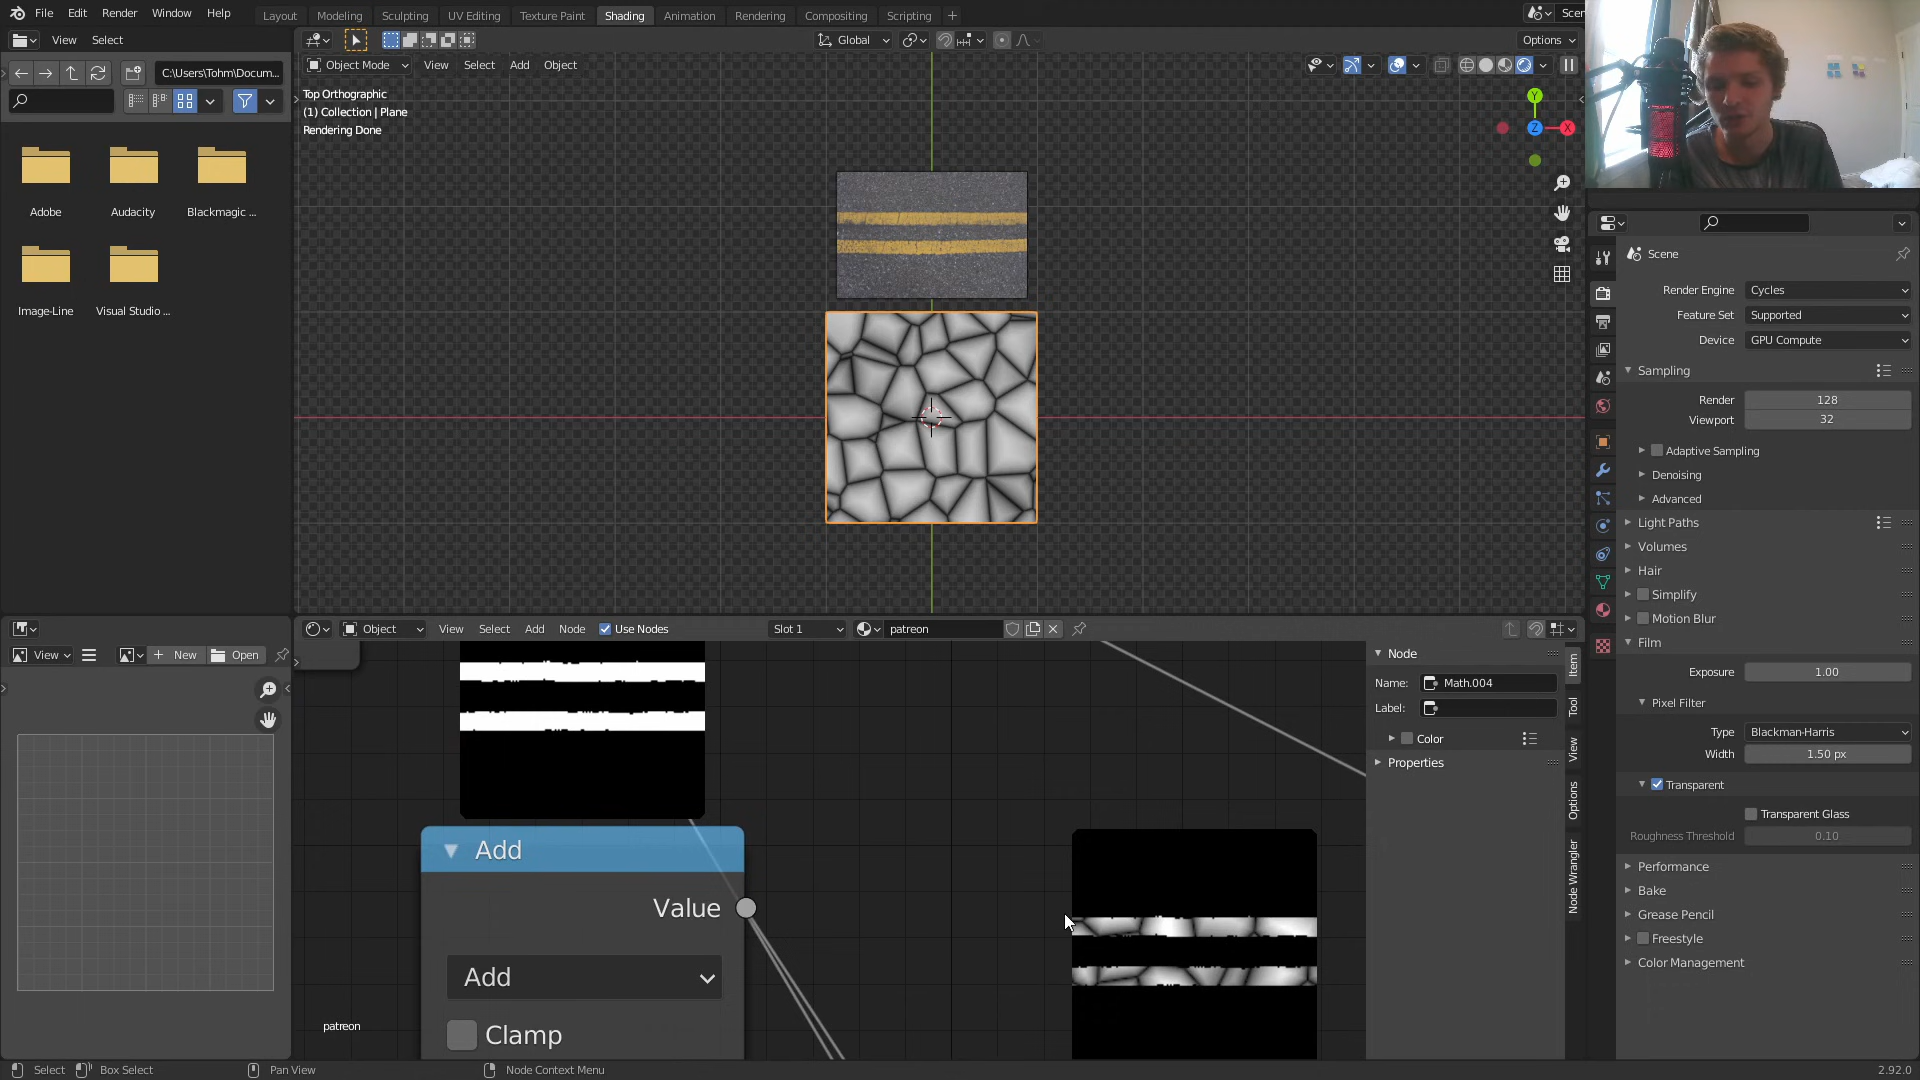 File Edit Render Window Help
Layout Modeling Sculpting UV Editing Texture Paint Shading Animation Rendering Compositing Scripting +
Scen
View Select
Global
Options
C:\Users\Tohm\Docum...
Object Mode View Select Add Object
Top Orthographic
(1) Collection | Plane
Rendering Done
Y
Z
X
Adobe
Audacity
Blackmagic ...
Image-Line
Visual Studio ...
Scene
Render Engine Cycles
Feature Set Supported
Device GPU Compute
Sampling
Render 128
Viewport 32
Adaptive Sampling
Denoising
Advanced
Light Paths
Volumes
Hair
Simplify
Motion Blur
Film
Exposure 1.00
Pixel Filter
Type Blackman-Harris
Width 1.50 px
Transparent
Transparent Glass
Roughness Threshold 0.10
Performance
Bake
Grease Pencil
Freestyle
Color Management
View
New
Open
Object View Select Add Node Use Nodes Slot 1 patreon
Add
Value
Add
Clamp
patreon
Node
Name: Math.004
Label:
Color
Properties
Item
Tool
View
Options
Node Wrangler
Select Box Select Pan View Node Context Menu 2.92.0